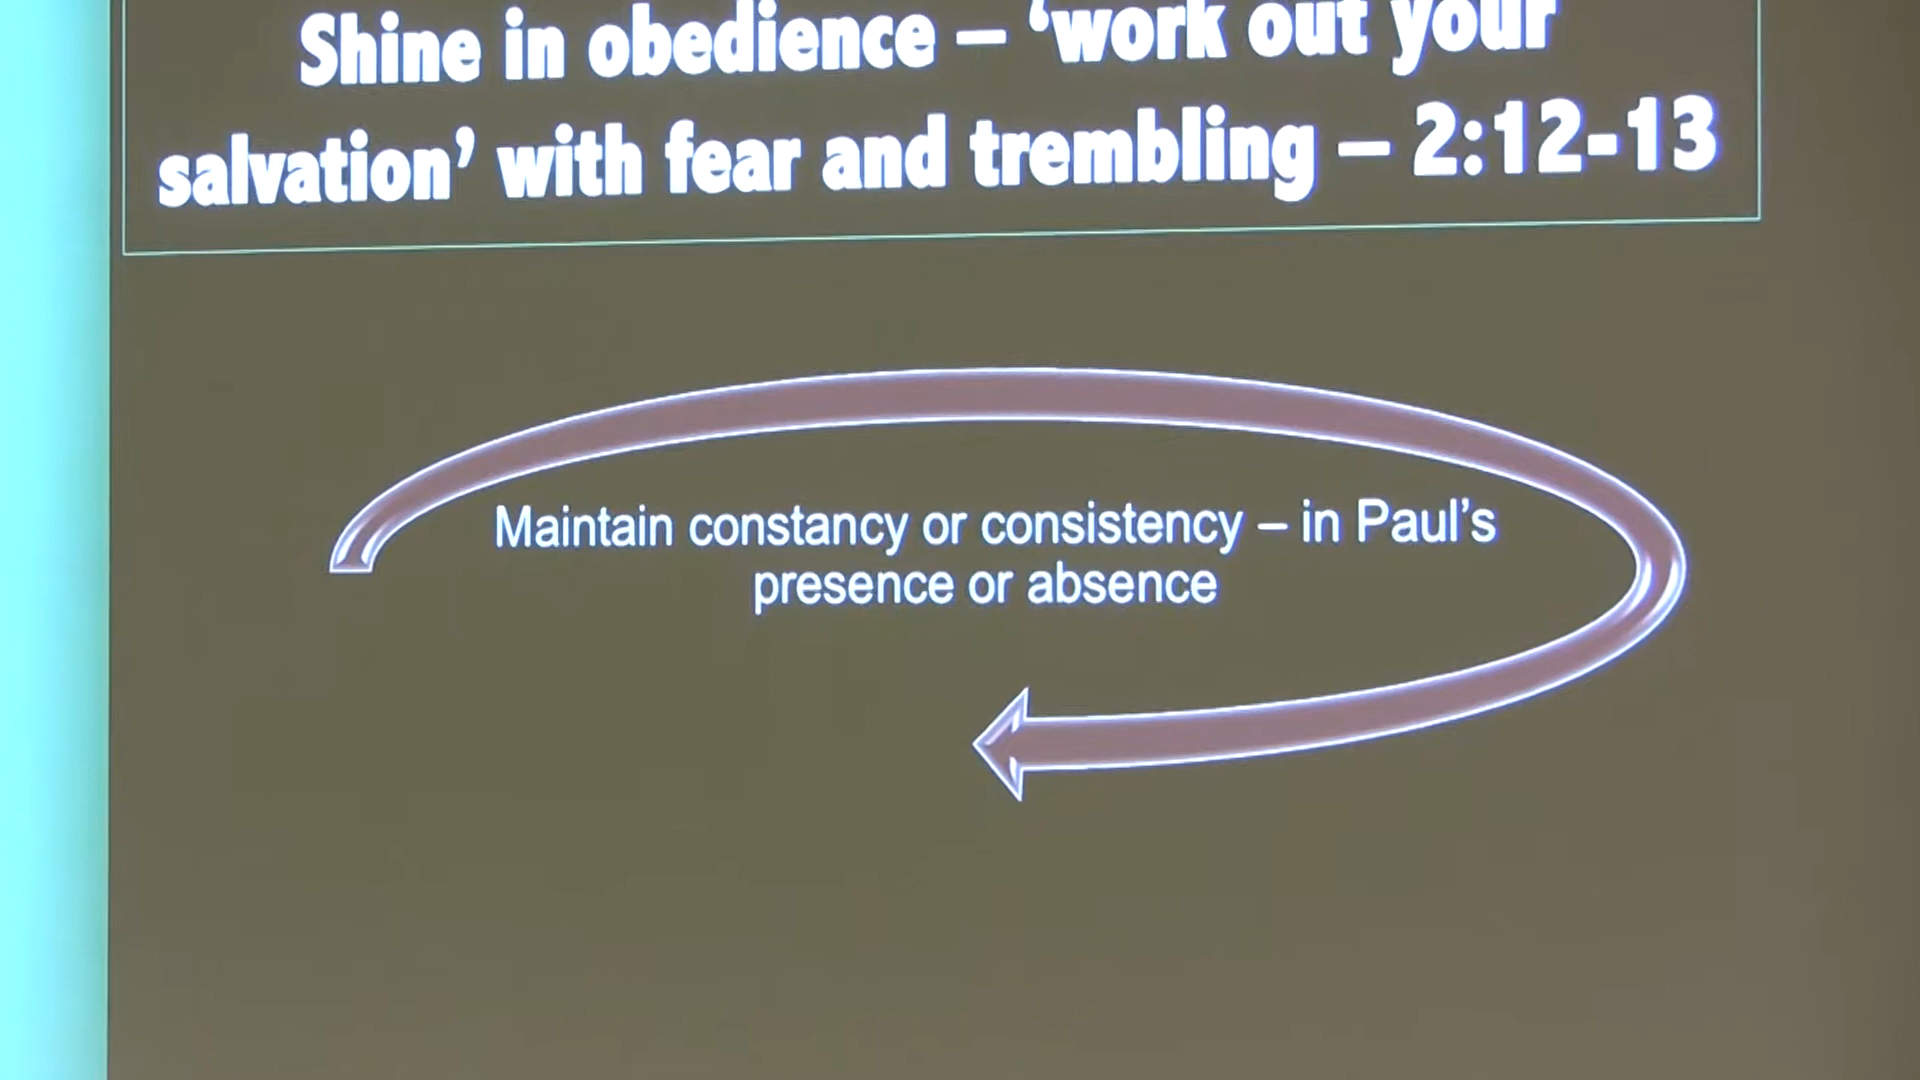 Shine in obedience – ‘work out your
salvation’ with fear and trembling – 2:12-13
Maintain constancy or consistency – in Paul’s
presence or absence